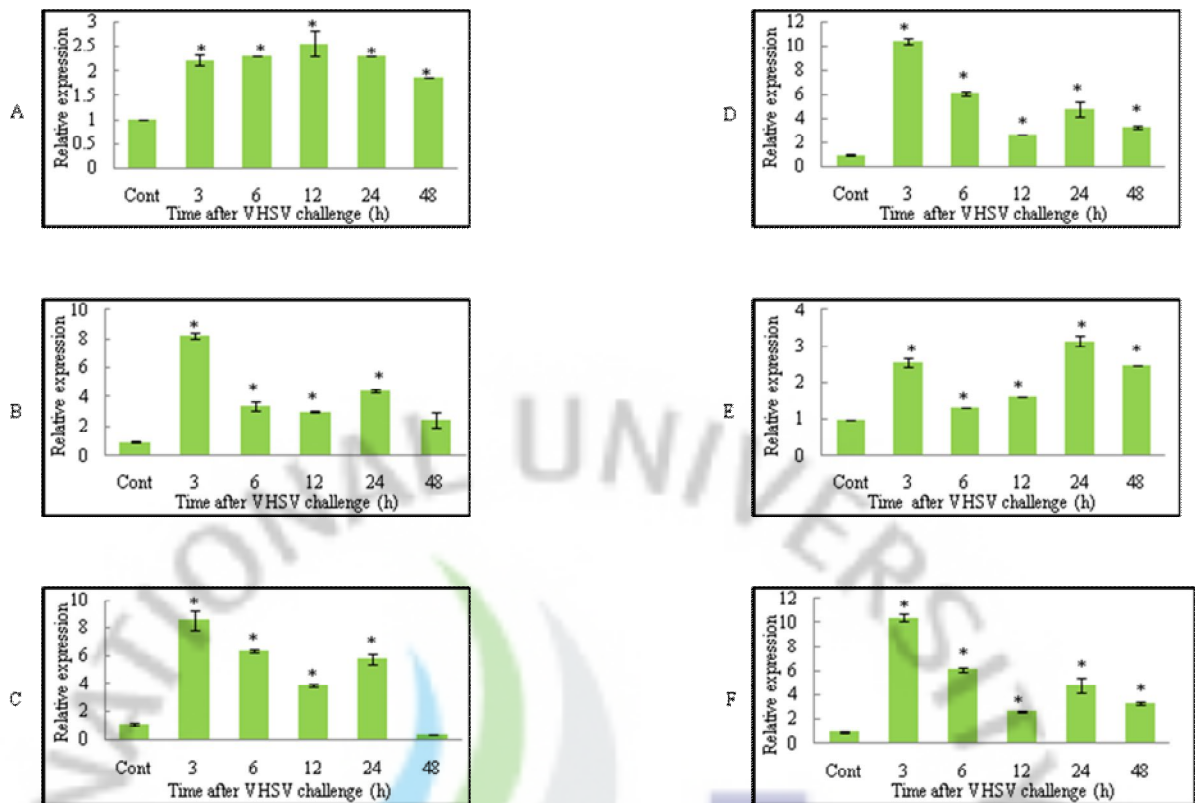 A
Relative expression
3
2.5
2
1.5
1
0.5
0
* * * * *
Cont 3 6 12 24 48
Time after VHSV challenge (h)
B
Relative expression
10
8
6
4
2
0
* * * *
Cont 3 6 12 24 48
Time after VHSV challenge (h)
C
Relative expression
10
8
6
4
2
0
* * * *
Cont 3 6 12 24 48
Time after VHSV challenge (h)
D
Relative expression
12
10
8
6
4
2
0
* * * * *
Cont 3 6 12 24 48
Time after VHSV challenge (h)
E
Relative expression
4
3
2
1
0
* * * * *
Cont 3 6 12 24 48
Time after VHSV challenge (h)
F
Relative expression
12
10
8
6
4
2
0
* * * * *
Cont 3 6 12 24 48
Time after VHSV challenge (h)
NATIONAL UNIVERSITY